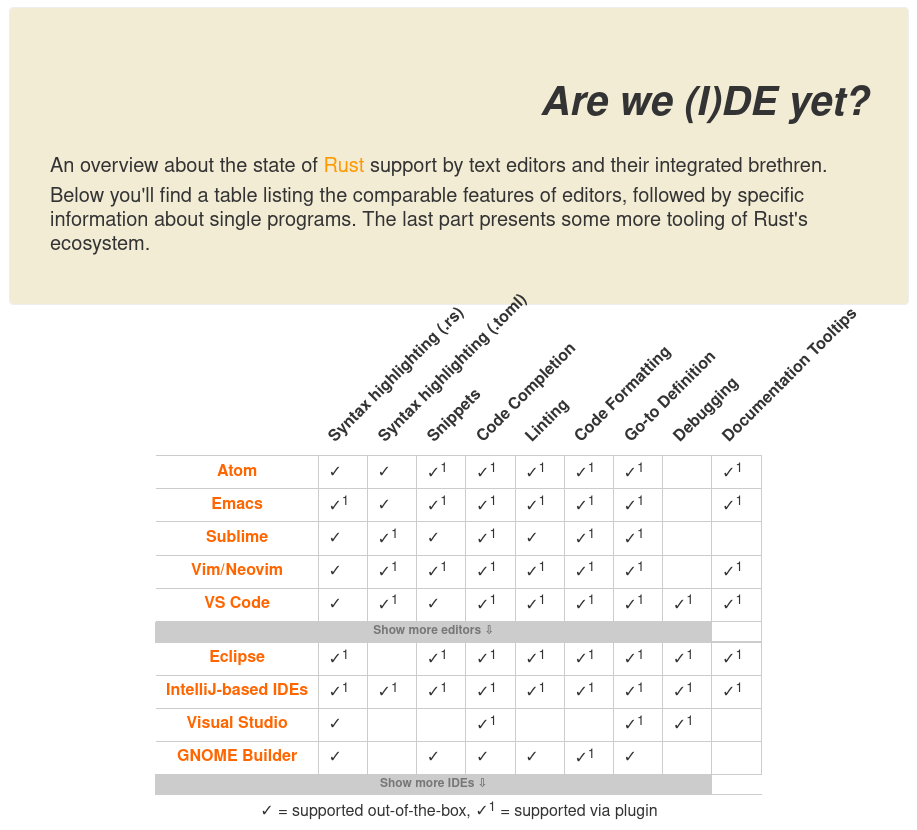 Are we (I)DE yet?
An overview about the state of Rust support by text editors and their integrated brethren.
Below you'll find a table listing the comparable features of editors, followed by specific
information about single programs. The last part presents some more tooling of Rust's
ecosystem.
Syntax highlighting (.rs)
Syntax highlighting (.toml)
Snippets
Code Completion
Linting
Code Formatting
Go-to Definition
Debugging
Documentation Tooltips
Atom ✓ ✓ ✓¹ ✓¹ ✓¹ ✓¹ ✓¹ ✓¹
Emacs ✓¹ ✓ ✓¹ ✓¹ ✓¹ ✓¹ ✓¹ ✓¹
Sublime ✓ ✓¹ ✓ ✓¹ ✓ ✓¹ ✓¹
Vim/Neovim ✓ ✓¹ ✓¹ ✓¹ ✓¹ ✓¹ ✓¹ ✓¹
VS Code ✓ ✓¹ ✓ ✓¹ ✓¹ ✓¹ ✓¹ ✓¹ ✓¹
Show more editors ⇩
Eclipse ✓¹ ✓¹ ✓¹ ✓¹ ✓¹ ✓¹ ✓¹ ✓¹
IntelliJ-based IDEs ✓¹ ✓¹ ✓¹ ✓¹ ✓¹ ✓¹ ✓¹ ✓¹ ✓¹
Visual Studio ✓ ✓¹ ✓¹ ✓¹
GNOME Builder ✓ ✓ ✓ ✓ ✓¹ ✓
Show more IDEs ⇩
✓ = supported out-of-the-box, ✓¹ = supported via plugin